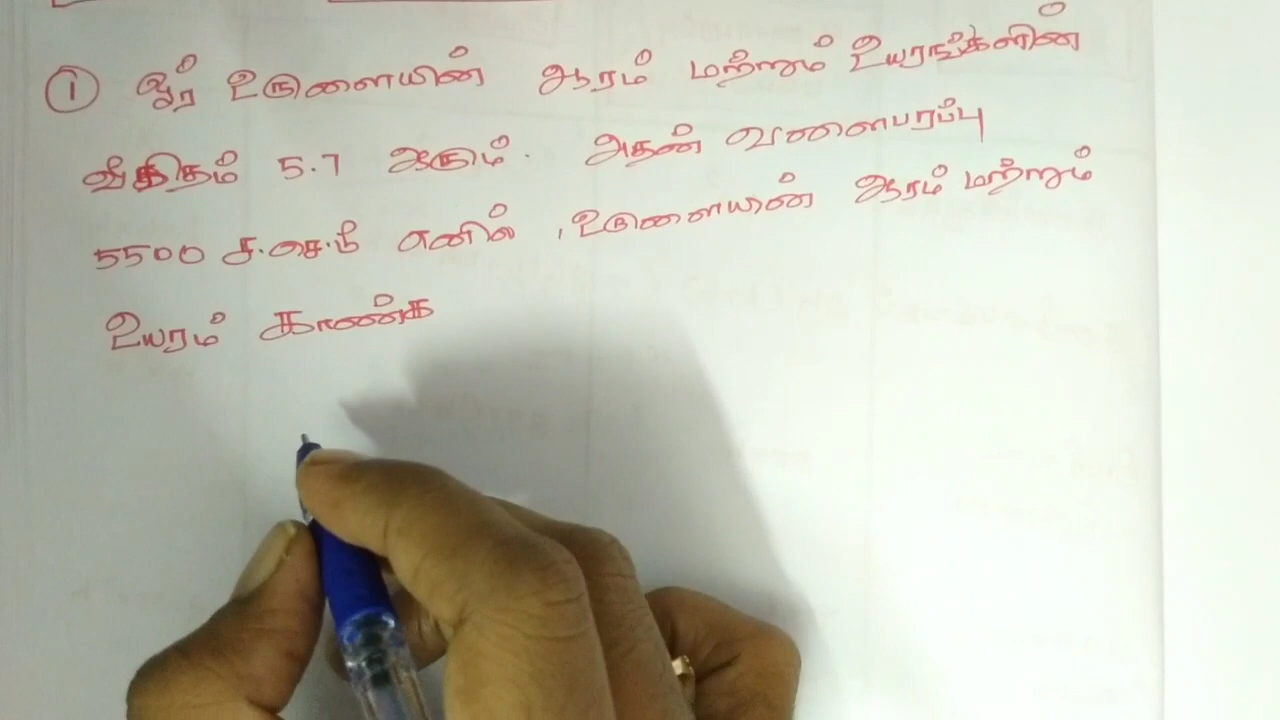 ① ஓர் உருளையின் ஆரம் மற்றும் உயரங்களின்
விகிதம் 5.7 ஆகும். அதன் வளைபரப்பு
5500 ச.செ.மீ எனில், உருளையின் ஆரம் மற்றும்
உயரம் காண்க